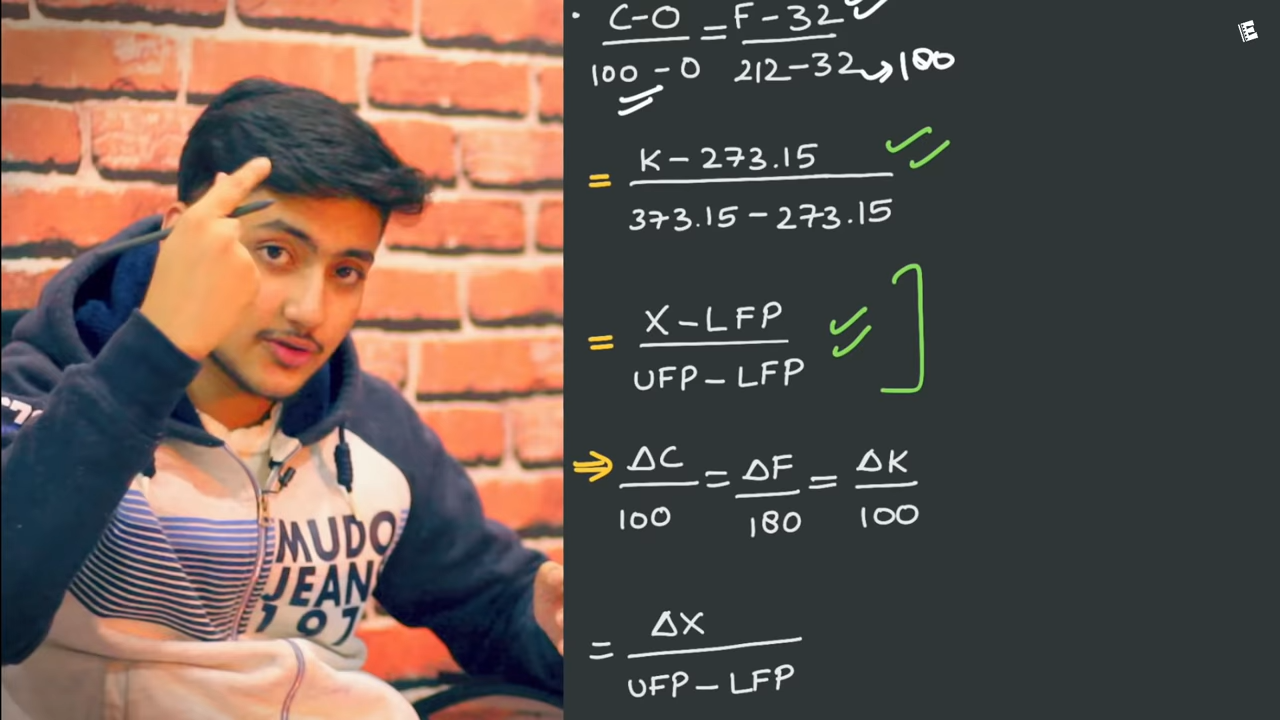 C-0 = F-32
100-0 212-32 → 180
= K-273.15
373.15-273.15
= X-LFP
UFP-LFP
⇒ ΔC = ΔF = ΔK
100 180 100
= ΔX
UFP-LFP
MUDO
JEANS
197